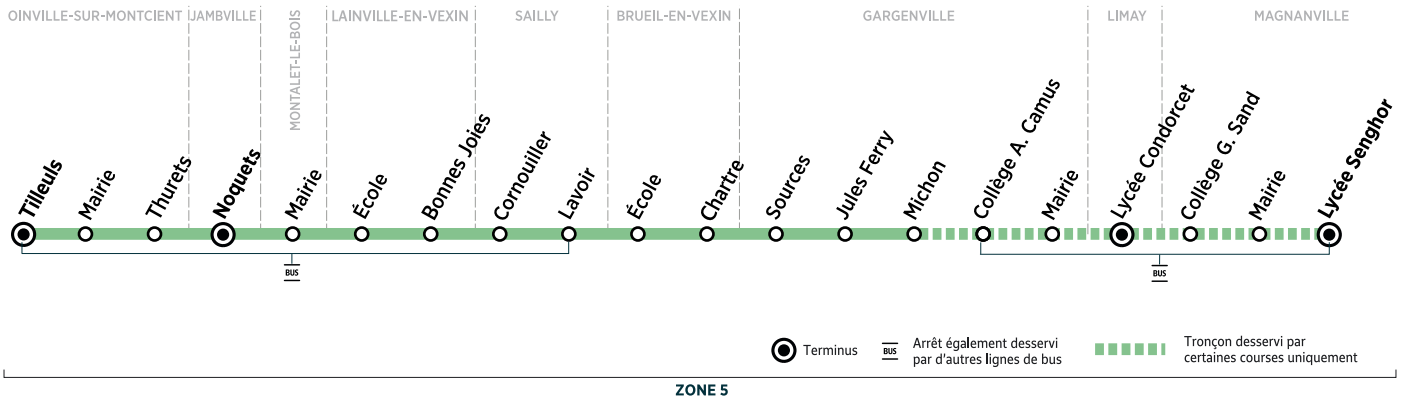 OINVILLE-SUR-MONTCIENT
JAMBVILLE
MONTALET-LE-BOIS
LAINVILLE-EN-VEXIN
SAILLY
BRUEIL-EN-VEXIN
GARGENVILLE
LIMAY
MAGNANVILLE
Tilleuls
Mairie
Thurets
Noquets
Mairie
École
Bonnes Joies
Cornouiller
Lavoir
École
Chartre
Sources
Jules Ferry
Michon
Collège A. Camus
Mairie
Lycée Condorcet
Collège G. Sand
Mairie
Lycée Senghor
BUS
BUS
Terminus
BUS
Arrêt également desservi
par d'autres lignes de bus
Tronçon desservi par
certaines courses uniquement
ZONE 5